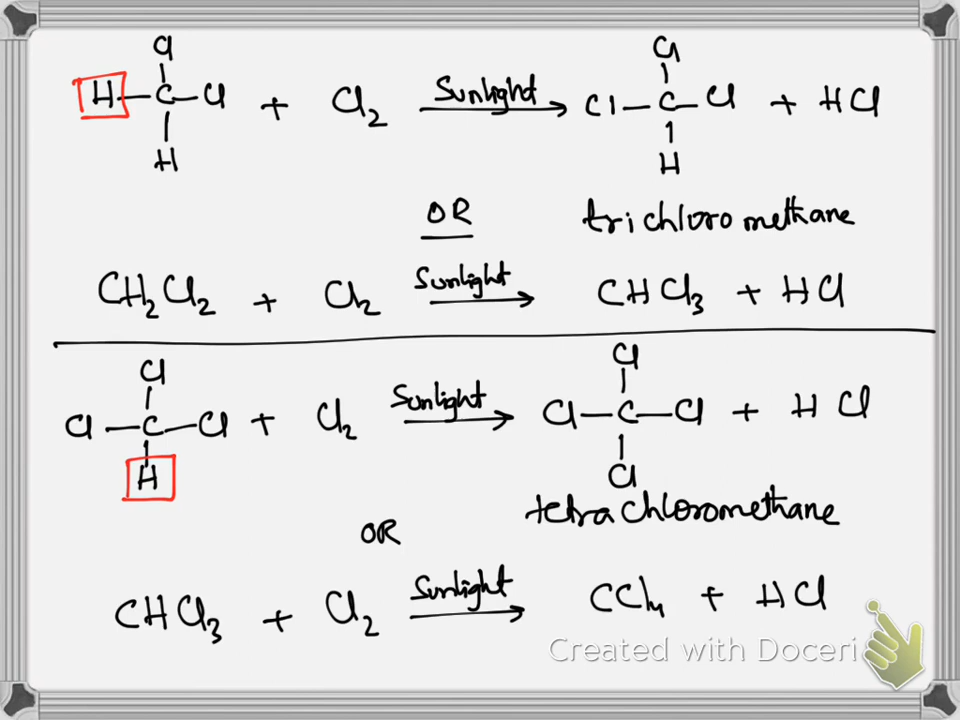 Cl
H–C–Cl + Cl2 Sunlight→ Cl–C–Cl + HCl
H
Cl
H
OR
trichloromethane
CH2Cl2 + Cl2 Sunlight→ CHCl3 + HCl
Cl
Cl–C–Cl + Cl2 Sunlight→ Cl–C–Cl + HCl
H
Cl
Cl
tetrachloromethane
OR
CHCl3 + Cl2 Sunlight→ CCl4 + HCl
Created with Doceri